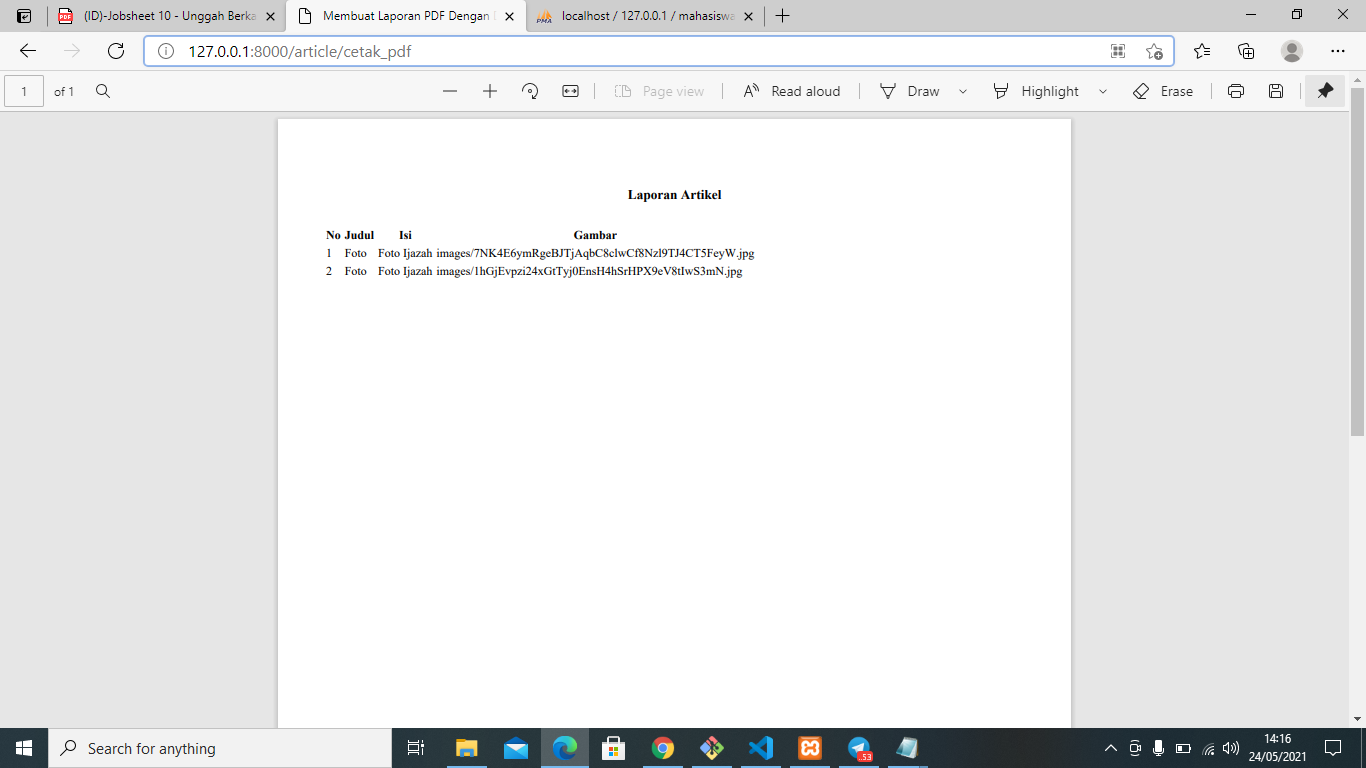 (ID)-Jobsheet 10 - Unggah Berka
Membuat Laporan PDF Dengan
localhost / 127.0.0.1 / mahasiswa
127.0.0.1:8000/article/cetak_pdf
1 of 1 Page view Read aloud Draw Highlight Erase
Laporan Artikel
No Judul Isi Gambar
1 Foto Foto Ijazah images/7NK4E6ymRgeBJTjAqbC8clwCf8Nzl9TJ4CT5FeyW.jpg
2 Foto Foto Ijazah images/1hGjEvpzi24xGtTyj0EnsH4hSrHPX9eV8tIwS3mN.jpg
Search for anything
.53
14:16
24/05/2021